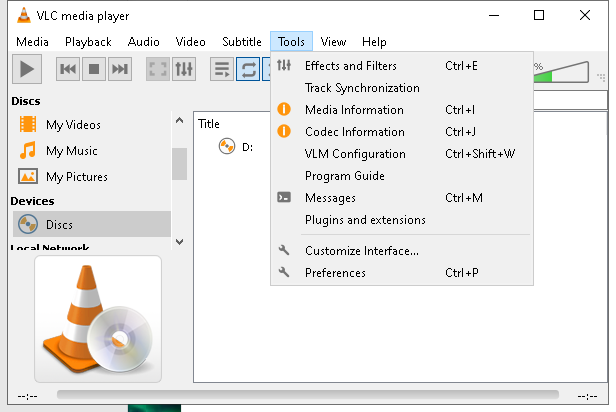 VLC media player
Media Playback Audio Video Subtitle Tools View Help
Effects and Filters Ctrl+E
Track Synchronization
Media Information Ctrl+I
Codec Information Ctrl+J
VLM Configuration Ctrl+Shift+W
Program Guide
Messages Ctrl+M
Plugins and extensions
Customize Interface...
Preferences Ctrl+P
%
Discs
My Videos
My Music
My Pictures
Devices
Discs
Local Network
Title
D:
--:--
--:--